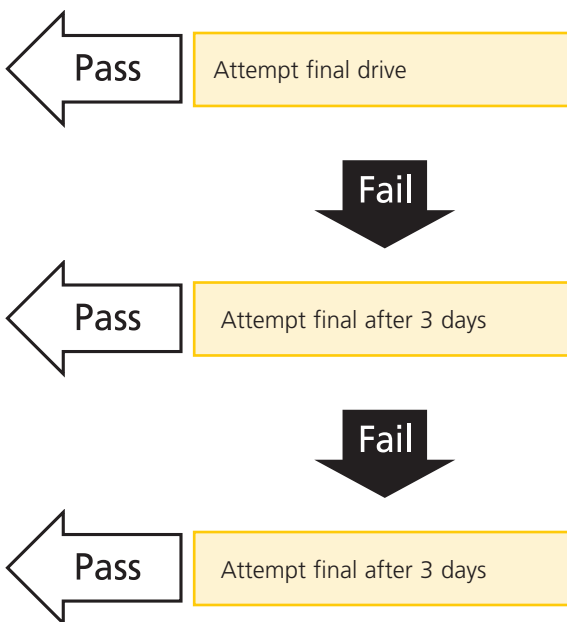 Pass
Attempt final drive
Fail
Pass
Attempt final after 3 days
Fail
Pass
Attempt final after 3 days